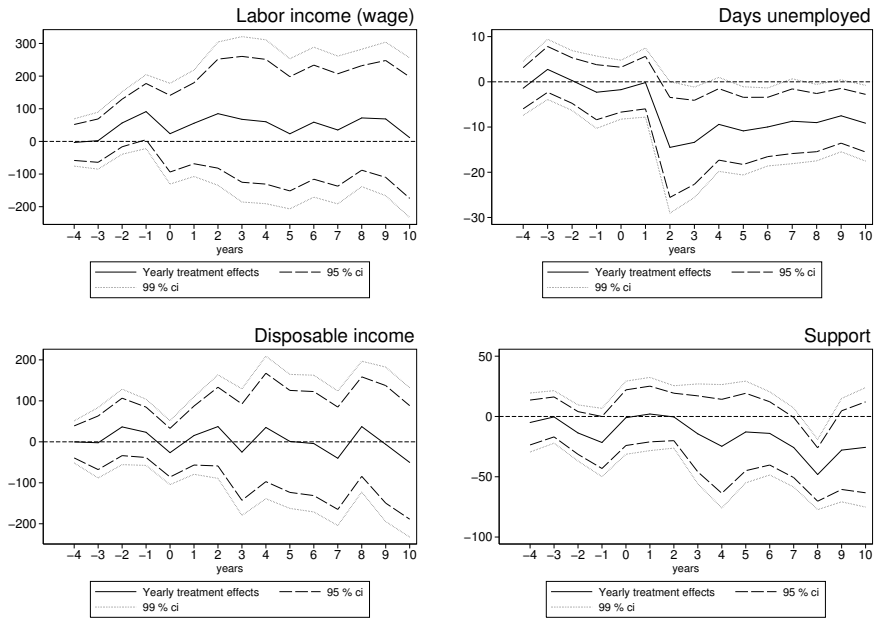 Labor income (wage)
300
200
100
0
−100
−200
−4 −3 −2 −1 0 1 2 3 4 5 6 7 8 9 10
years
Yearly treatment effects 95 % ci
99 % ci
Days unemployed
10
0
−10
−20
−30
−4 −3 −2 −1 0 1 2 3 4 5 6 7 8 9 10
years
Yearly treatment effects 95 % ci
99 % ci
Disposable income
200
100
0
−100
−200
−4 −3 −2 −1 0 1 2 3 4 5 6 7 8 9 10
years
Yearly treatment effects 95 % ci
99 % ci
Support
50
0
−50
−100
−4 −3 −2 −1 0 1 2 3 4 5 6 7 8 9 10
years
Yearly treatment effects 95 % ci
99 % ci